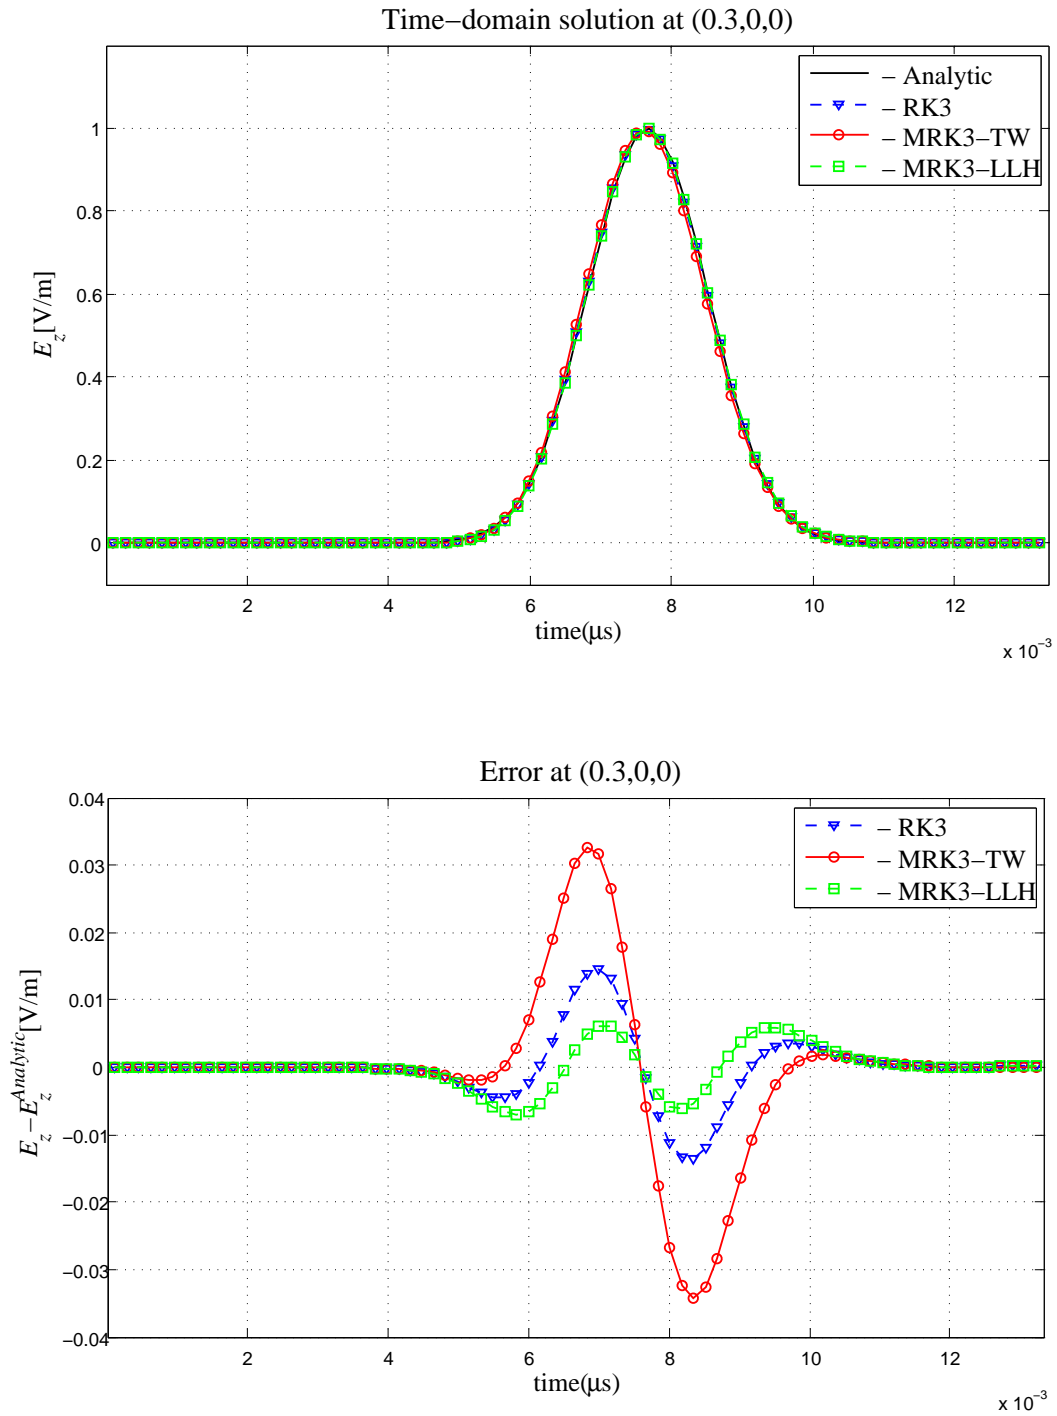 Time−domain solution at (0.3,0,0)
− Analytic
− RK3
− MRK3−TW
− MRK3−LLH
1
0.8
0.6
0.4
0.2
0
E_z[V/m]
2
4
6
8
10
12
time(μs)
x 10^−3
Error at (0.3,0,0)
− RK3
− MRK3−TW
− MRK3−LLH
0.04
0.03
0.02
0.01
0
−0.01
−0.02
−0.03
−0.04
E_z−E_z^Analytic[V/m]
2
4
6
8
10
12
time(μs)
x 10^−3